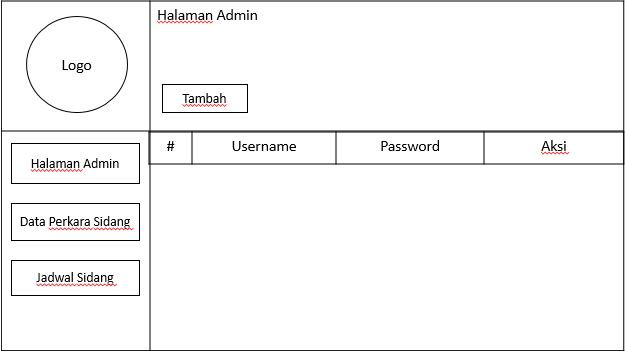 Logo
Halaman Admin
Tambah
Halaman Admin
Data Perkara Sidang
Jadwal Sidang
# Username Password Aksi